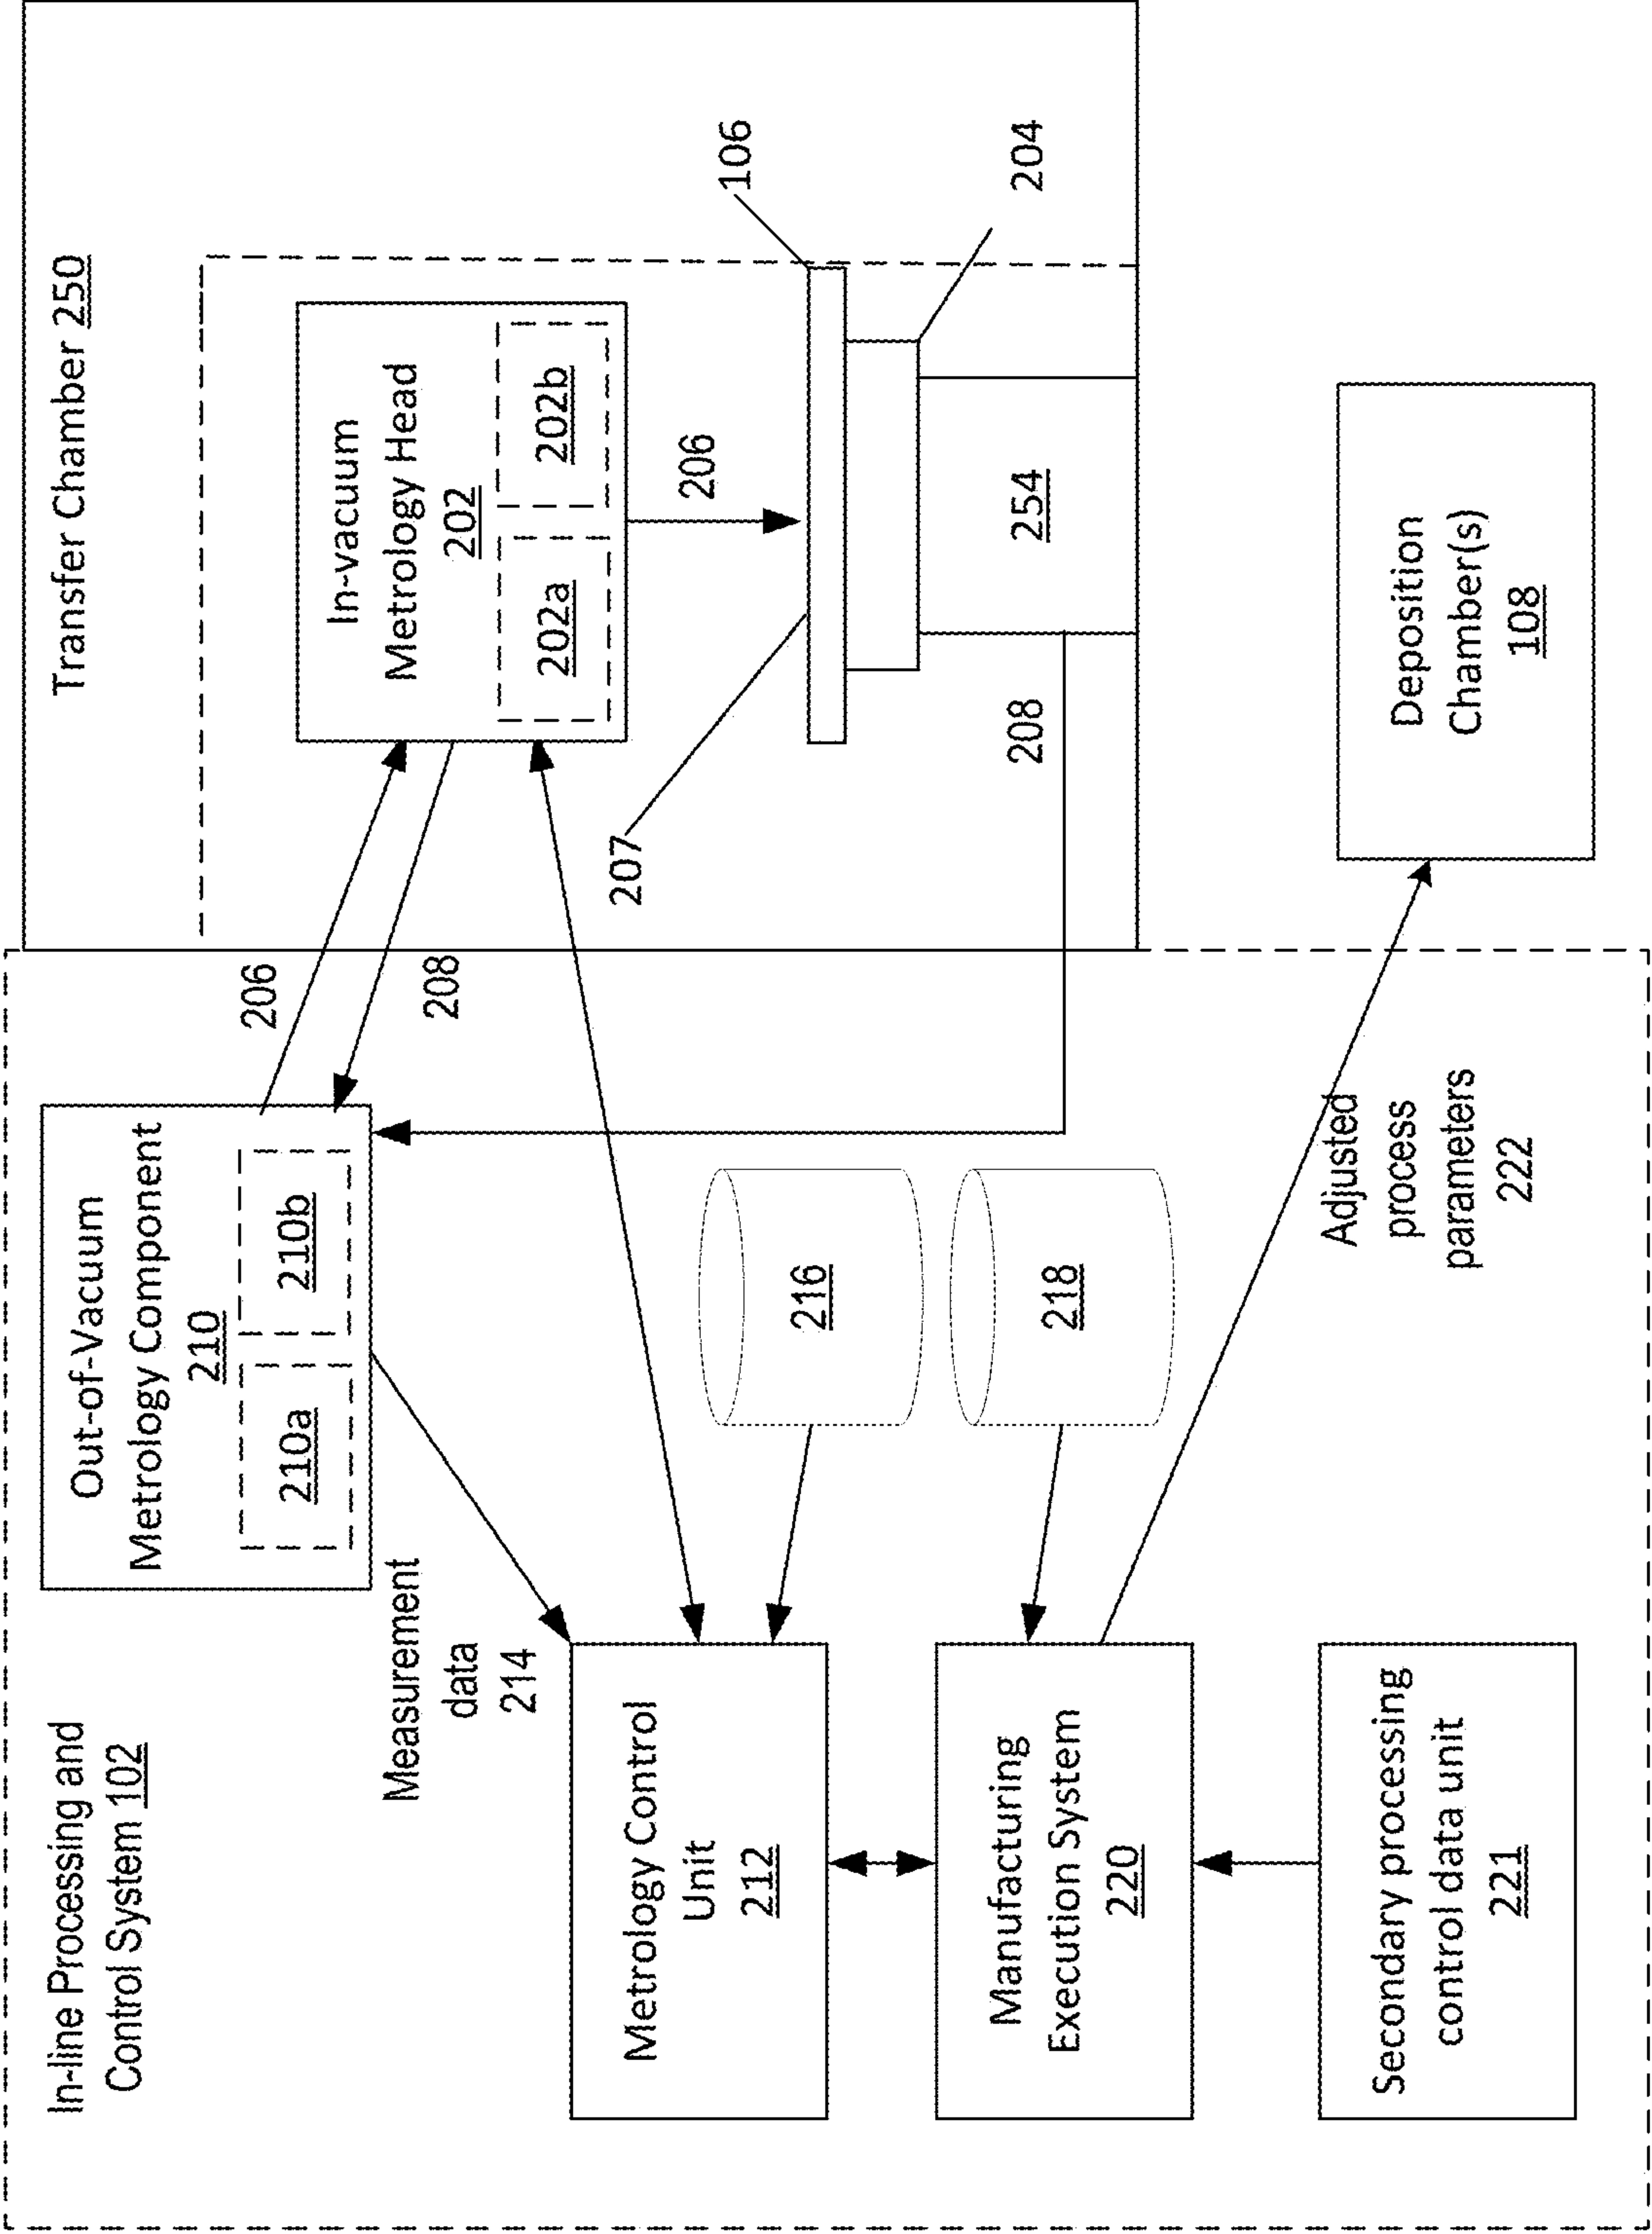 In-line Processing and
Control System 102
Out-of-Vacuum
Metrology Component
210
210a
210b
206
208
Transfer Chamber 250
In-vacuum
Metrology Head
202
202a
202b
206
207
106
204
254
208
Measurement
data
214
Metrology Control
Unit
212
216
218
Manufacturing
Execution System
220
Adjusted
process
parameters
222
Deposition
Chamber(s)
108
Secondary processing
control data unit
221